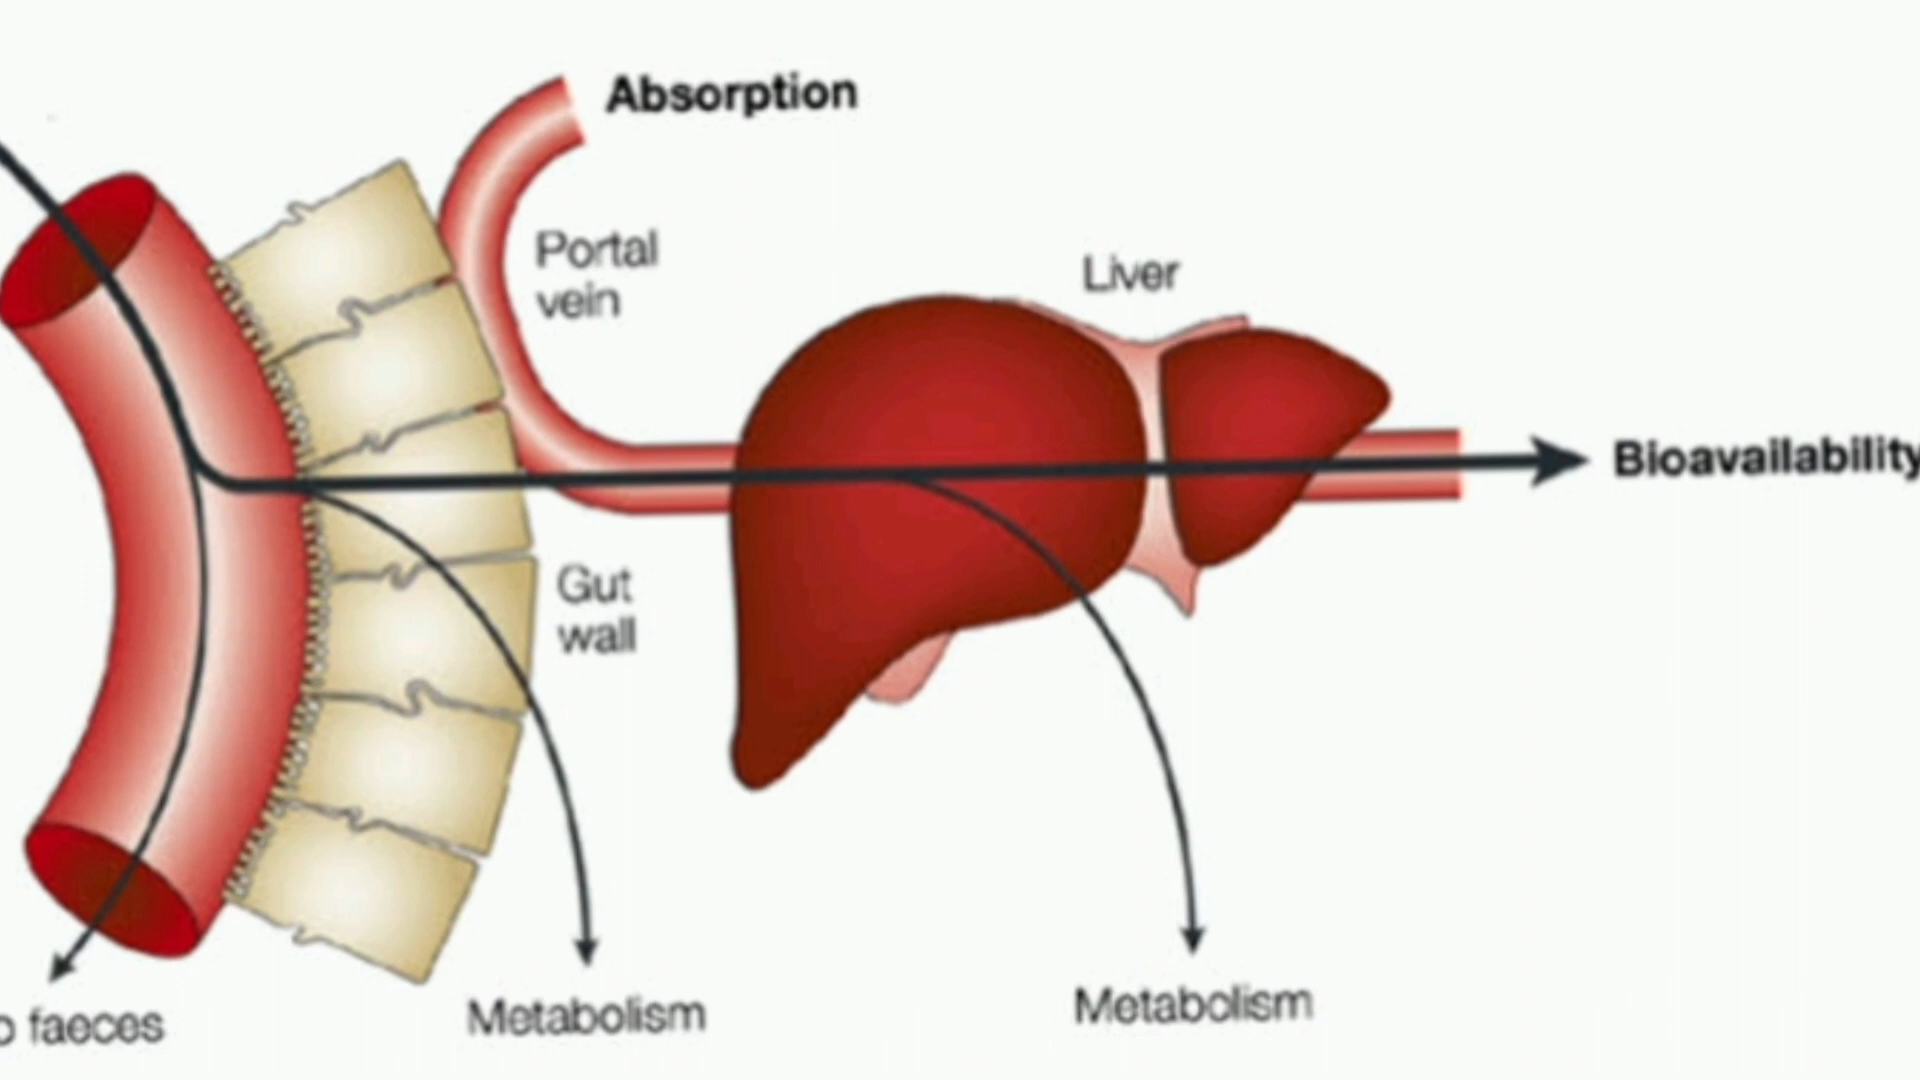 Absorption
Portal
vein
Liver
Bioavailability
Gut
wall
faeces
Metabolism
Metabolism